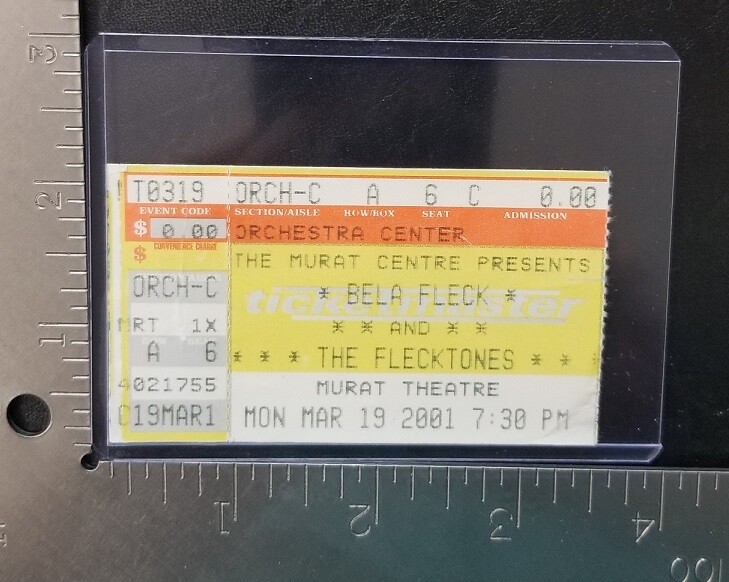 T0319 ORCH-C A 6 C 0.00
EVENT CODE SECTION/AISLE ROW/BOX SEAT ADMISSION
$ 0.00 ORCHESTRA CENTER
$ CONVENIENCE CHARGE
THE MURAT CENTRE PRESENTS
ORCH-C * BELA FLECK *
ticketmaster
MRT 1X * * AND * *
A 6 * * * THE FLECKTONES * * *
4021755 MURAT THEATRE
C19MAR1 MON MAR 19 2001 7:30 PM
3
2
1
1 2 3 4
001